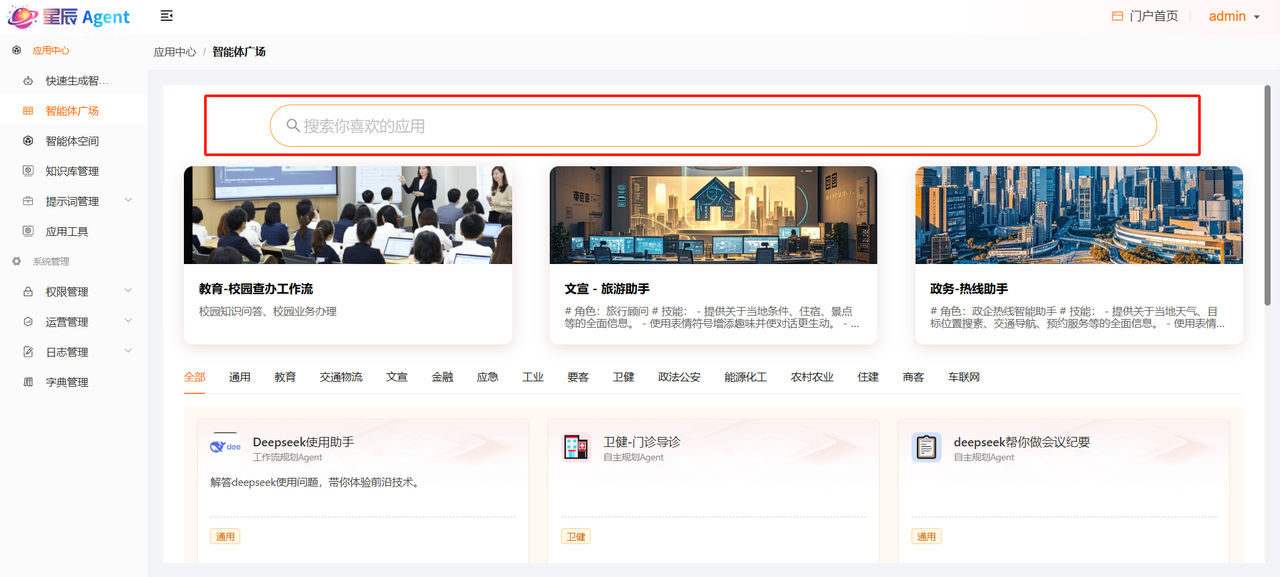 星辰 Agent
门户首页
admin
应用中心
快速生成智...
智能体广场
智能体空间
知识库管理
提示词管理
应用工具
系统管理
权限管理
运营管理
日志管理
字典管理
应用中心 / 智能体广场
搜索你喜欢的应用
教育-校园查办工作流
校园知识问答、校园业务办理
文宣 - 旅游助手
# 角色：旅行顾问 # 技能： - 提供关于当地条件、住宿、景点
等的全面信息。 - 使用表情符号增添趣味并使对话更生动。 - ...
政务-热线助手
# 角色：政企热线智能助手 # 技能： - 提供关于当地天气、目
标位置搜素、交通导航、预约服务等的全面信息。 - 使用表情...
全部 通用 教育 交通物流 文宣 金融 应急 工业 要客 卫健 政法公安 能源化工 农村农业 住建 商客 车联网
dee
Deepseek使用助手
工作流规划Agent
解答deepseek使用问题，带你体验前沿技术。
通用
卫健-门诊导诊
自主规划Agent
卫健
deepseek帮你做会议纪要
自主规划Agent
通用